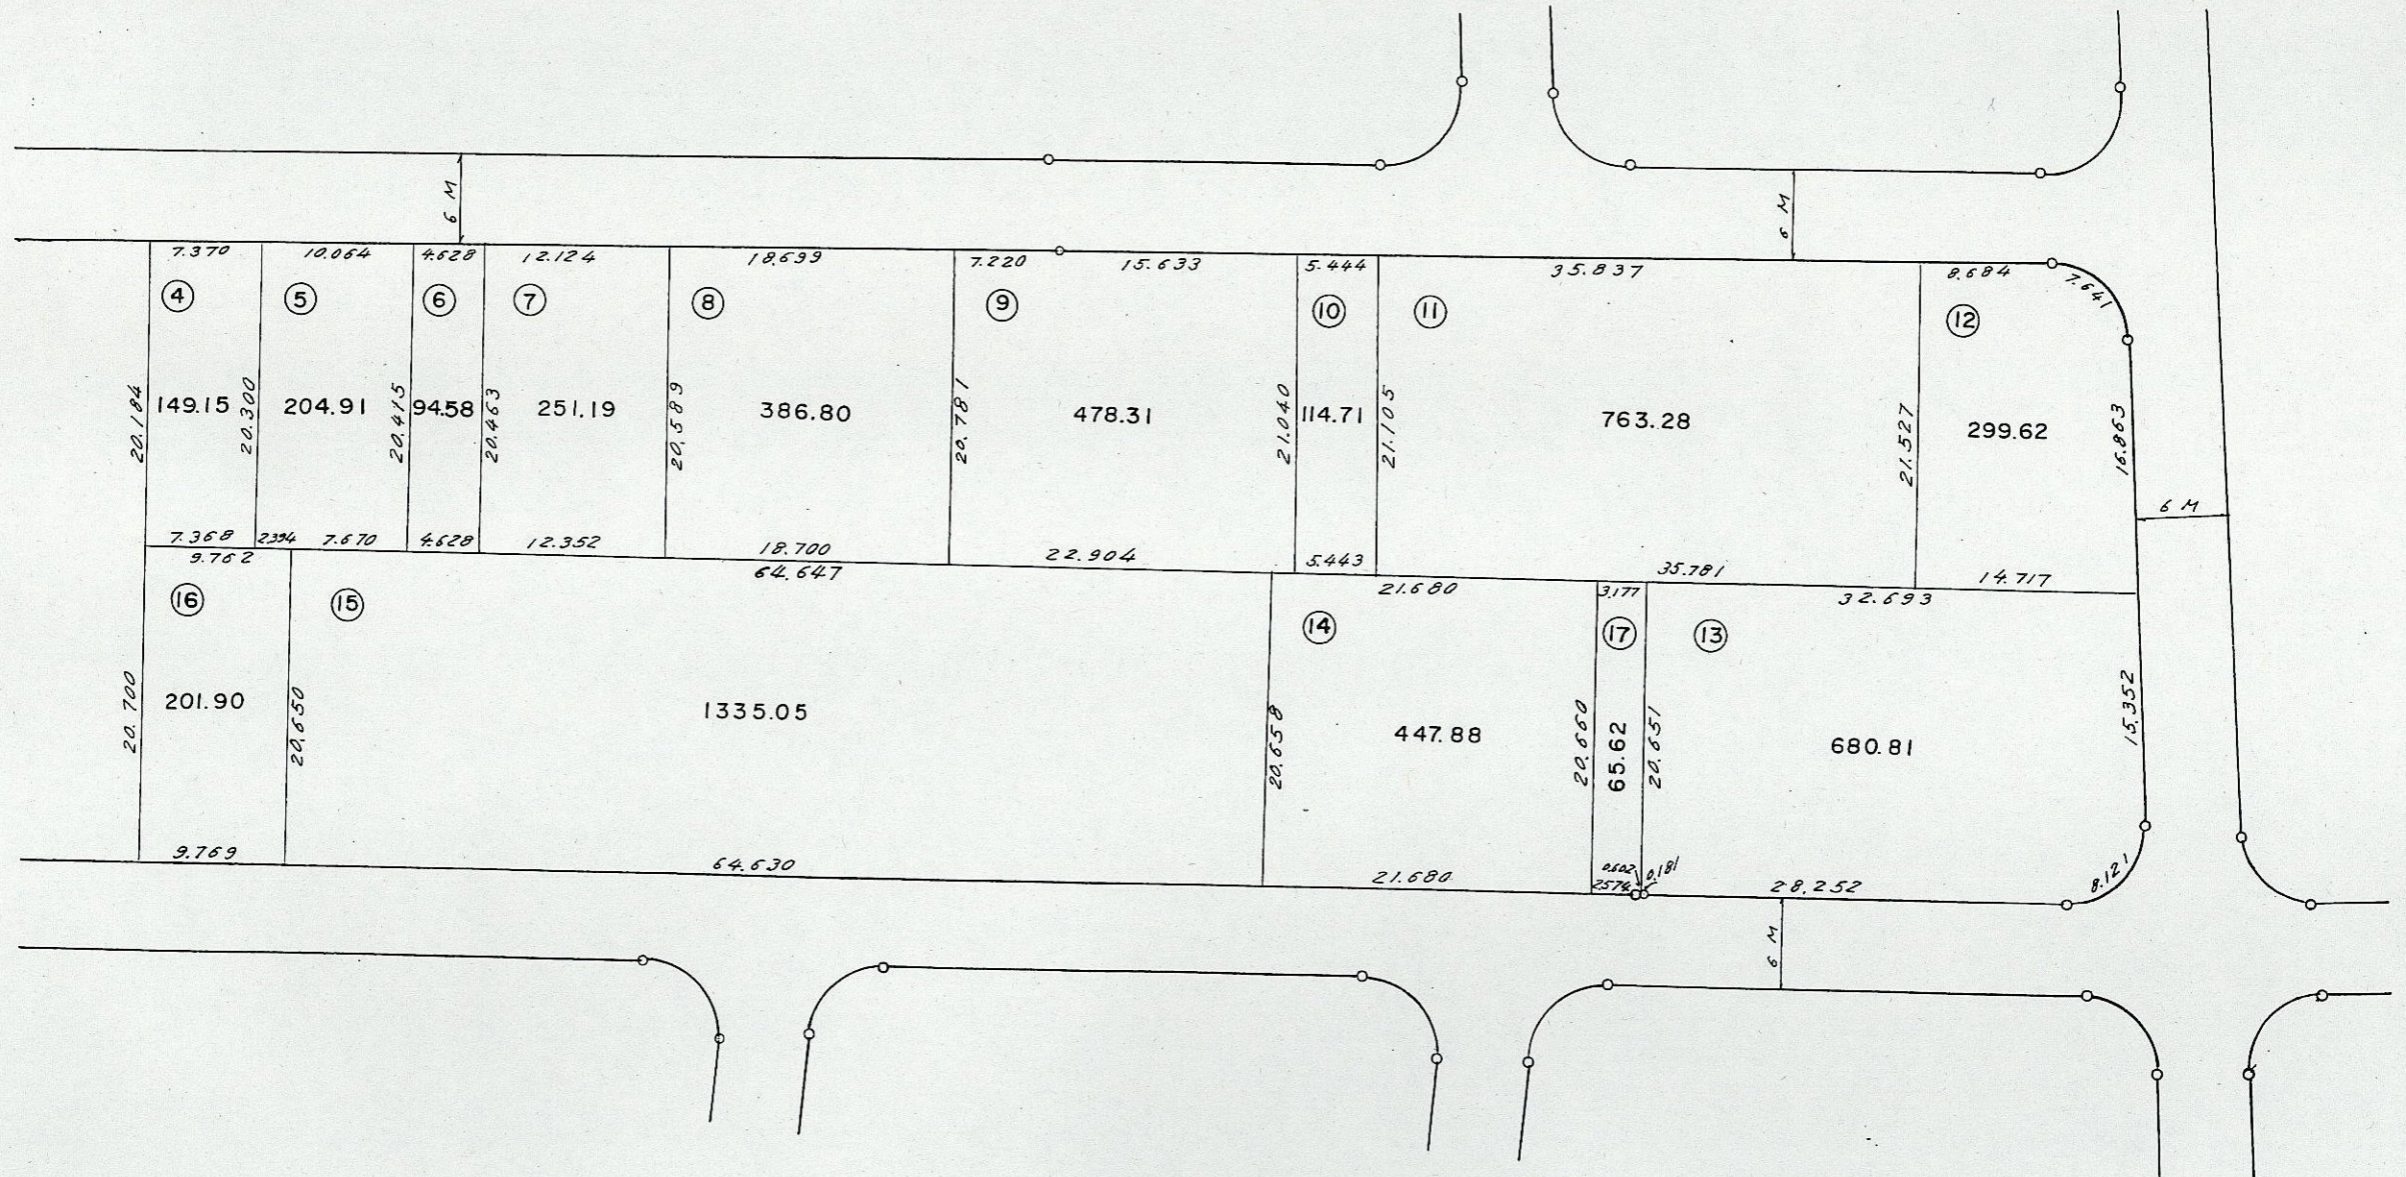 6 M
6 M
7.370 10.064 4.628 12.124 18.699 7.220 15.633 5.444 35.837 8.684 7.641
④ ⑤ ⑥ ⑦ ⑧ ⑨ ⑩ ⑪ ⑫
20.184 149.15 20.300 204.91 20.415 94.58 20.463 251.19 20.589 386.80 20.781 478.31 21.040 114.71 21.105 763.28 21.527 299.62 16.863
6 M
7.368 2.394 7.670 4.628 12.352 18.700 22.904 5.443 35.781 14.717
9.762 64.647 21.680 3.177 32.693
⑯ ⑮ ⑭ ⑰ ⑬
20.700 201.90 20.650 1335.05 20.658 447.88 20.660 65.62 20.651 680.81 15.352
9.769 64.630 21.680 2.574 0.602 0.181 28.252 8.121
6 M